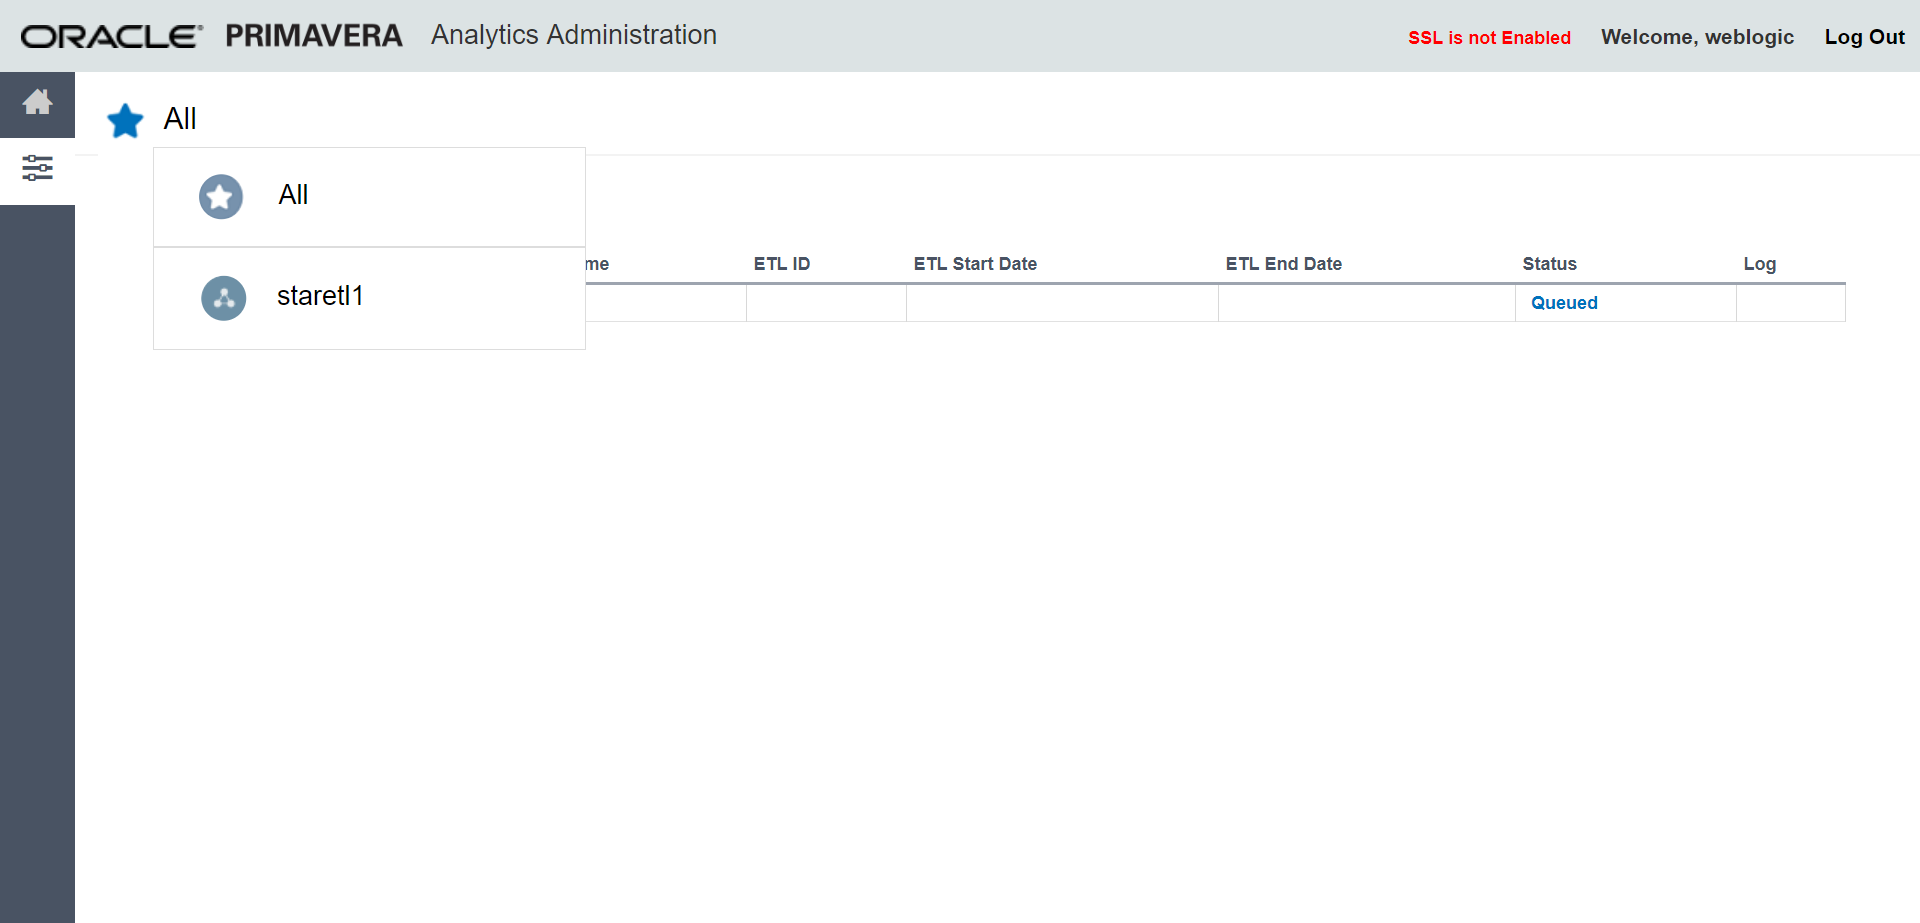 ORACLE® PRIMAVERA Analytics Administration SSL is not Enabled Welcome, weblogic Log Out
All
All
staretl1
me ETL ID ETL Start Date ETL End Date Status Log
Queued